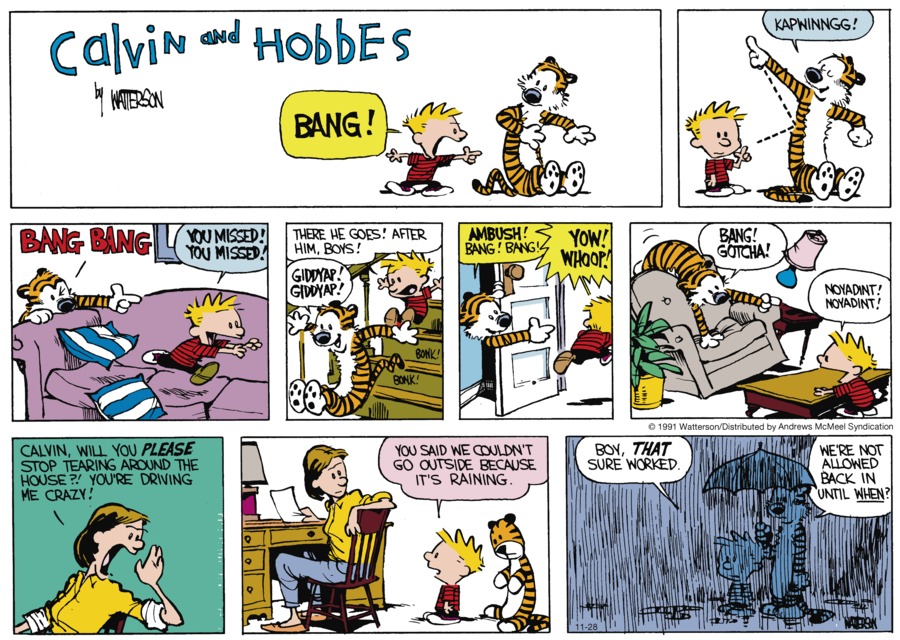 Calvin and HOBBES
by WATTERSON
BANG!
KAPWINNGG!
BANG BANG
YOU MISSED!
YOU MISSED!
THERE HE GOES! AFTER
HIM, BOYS!
GIDDYAP!
GIDDYAP!
BONK!
BONK!
AMBUSH!
BANG! BANG!
YOW!
WHOOP!
BANG!
GOTCHA!
NOYADINT!
NOYADINT!
© 1991 Watterson/Distributed by Andrews McMeel Syndication
CALVIN, WILL YOU PLEASE
STOP TEARING AROUND THE
HOUSE?! YOU'RE DRIVING
ME CRAZY!
YOU SAID WE COULDN'T
GO OUTSIDE BECAUSE
IT'S RAINING.
BOY, THAT
SURE WORKED.
WE'RE NOT
ALLOWED
BACK IN
UNTIL WHEN?
11-28
WATTERSON